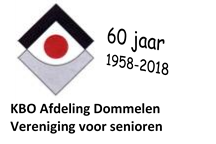 60 jaar
1958-2018
KBO Afdeling Dommelen
Vereniging voor senioren